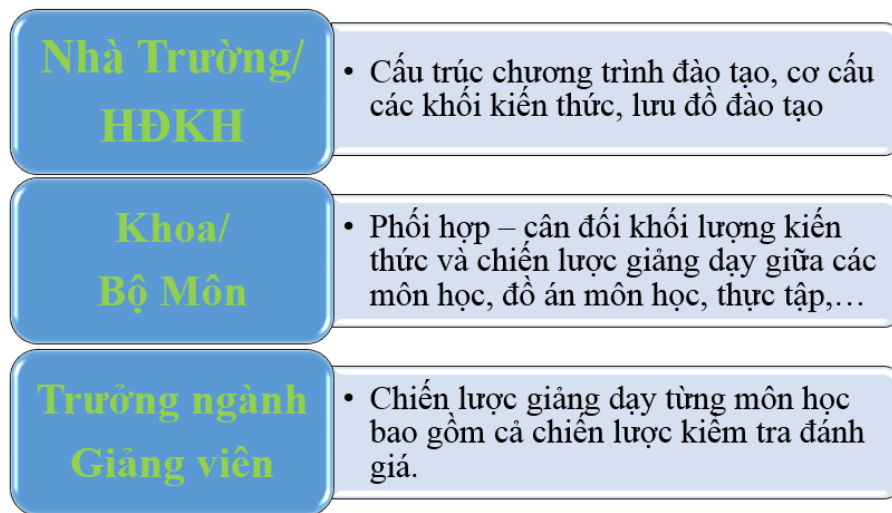 Nhà Trường/
HĐKH
• Cấu trúc chương trình đào tạo, cơ cấu
các khối kiến thức, lưu đồ đào tạo
Khoa/
Bộ Môn
• Phối hợp – cân đối khối lượng kiến
thức và chiến lược giảng dạy giữa các
môn học, đồ án môn học, thực tập,…
Trưởng ngành
Giảng viên
• Chiến lược giảng dạy từng môn học
bao gồm cả chiến lược kiểm tra đánh
giá.